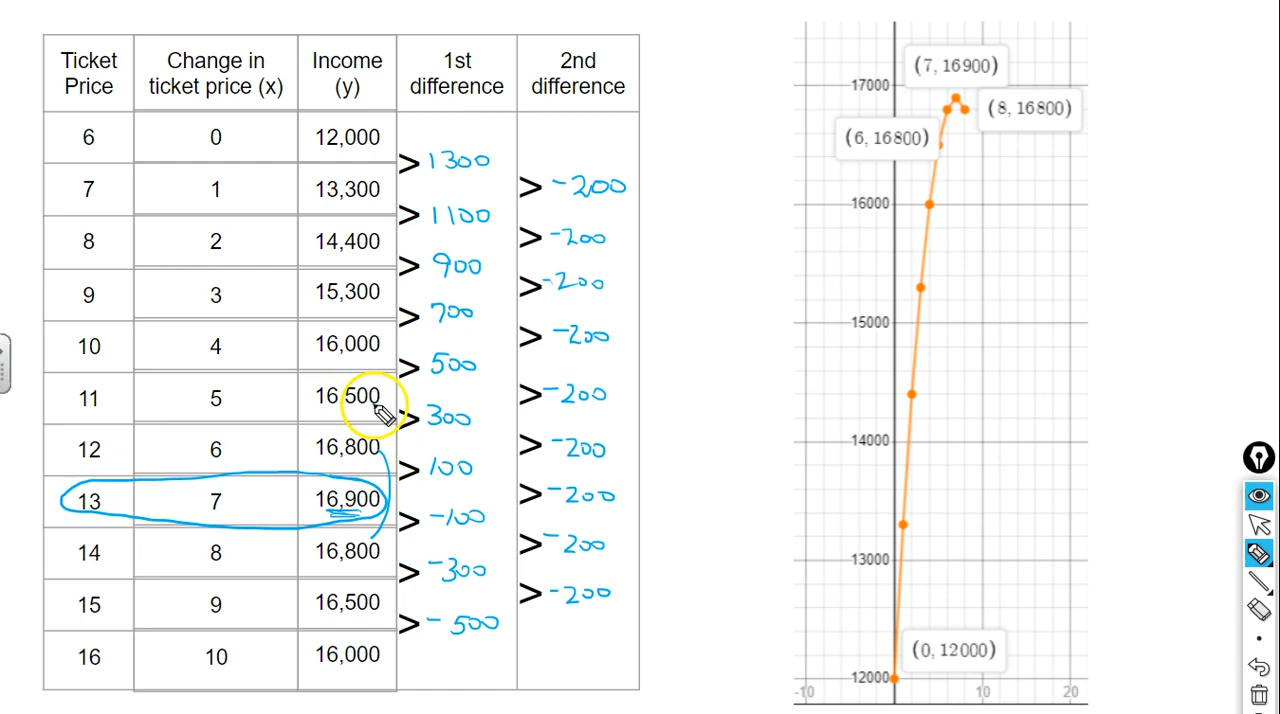 Ticket Price Change in ticket price (x) Income (y) 1st difference 2nd difference
6 0 12,000
1300
7 1 13,300 -200
1100
8 2 14,400 -200
900
9 3 15,300 -200
700
10 4 16,000 -200
500
11 5 16,500 -200
300
12 6 16,800 -200
100
13 7 16,900 -200
-100
14 8 16,800 -200
-300
15 9 16,500 -200
-500
16 10 16,000
(7, 16900)
17000
(8, 16800)
(6, 16800)
16000
15000
14000
13000
(0, 12000)
12000
-10 10 20